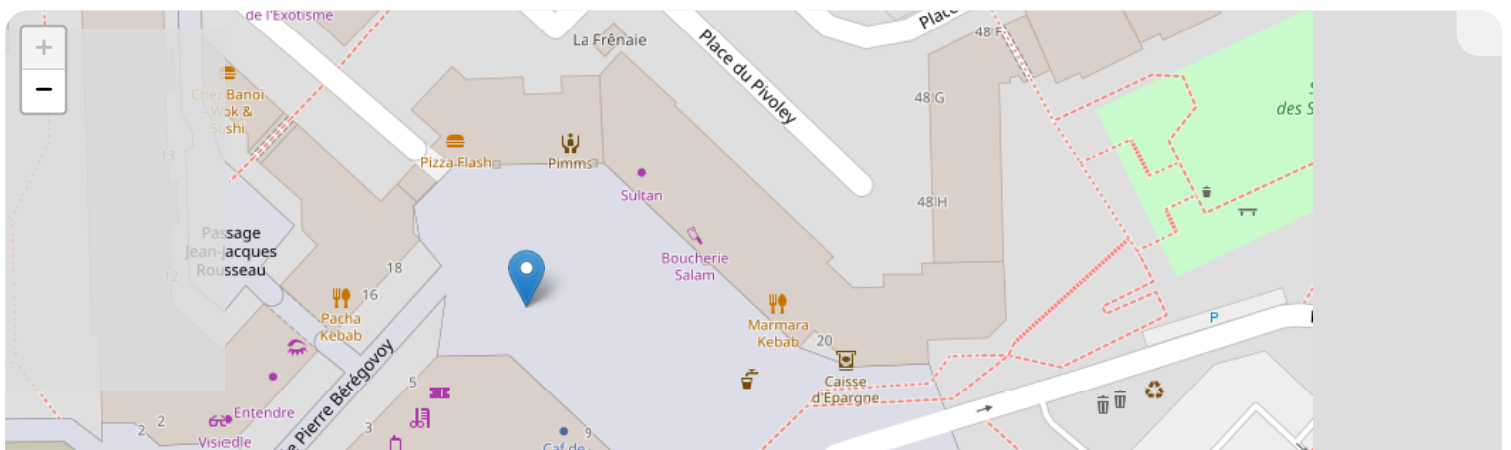 de l'Exotisme
La Frênaie
Place du Pivoley
Place
48 F
48 G
48 H
+
−
Chez Banoï
- Wok &
Sushi
13
Pizza Flash
Pimms
Sultan
Boucherie
Salam
des S
Passage
Jean-Jacques
Rousseau
12
18
16
Pacha
Kebab
Marmara
Kebab
20
Caisse
d'Épargne
P
e Pierre Bérégovoy
5
3
9
2
2
Entendre
Visiedle
Caf de